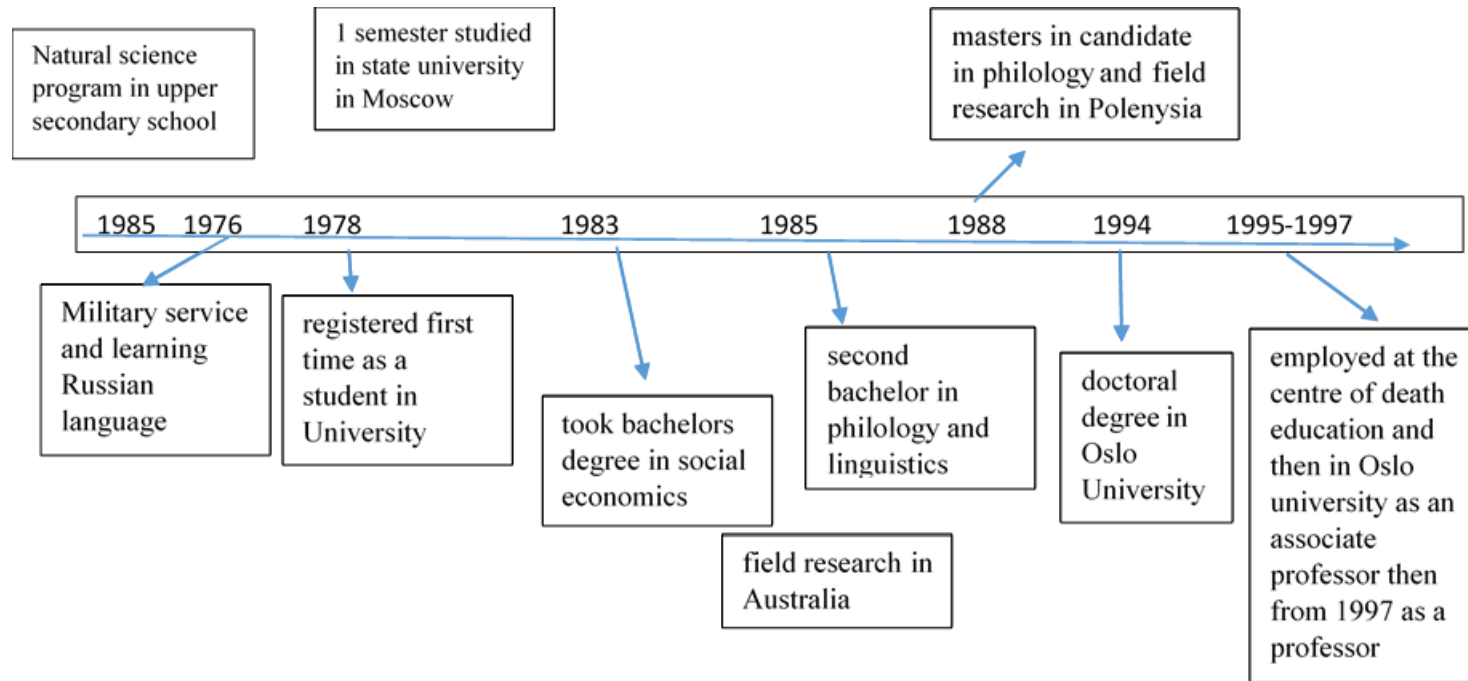 Natural science
program in upper
secondary school
1 semester studied
in state university
in Moscow
masters in candidate
in philology and field
research in Polenysia
1985 1976 1978 1983 1985 1988 1994 1995-1997
Military service
and learning
Russian
language
registered first
time as a
student in
University
took bachelors
degree in social
economics
second
bachelor in
philology and
linguistics
field research in
Australia
doctoral
degree in
Oslo
University
employed at the
centre of death
education and
then in Oslo
university as an
associate
professor then
from 1997 as a
professor